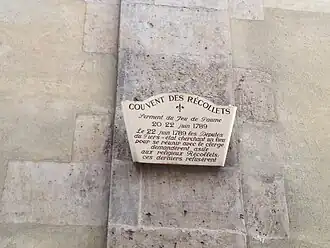 COUVENT DES RÉCOLLETS
Serment du Jeu de Paume
20.22 juin 1789
Le 22 juin 1789 les Députés
du Tiers-état cherchant un lieu
pour se réunir avec le clergé
demandèrent asile
aux religieux Récollets,
ces derniers refusèrent